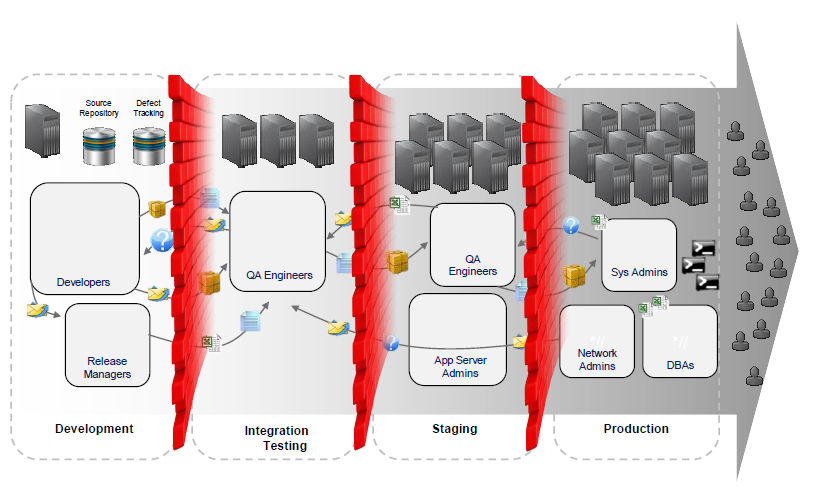 Source
Repository
Defect
Tracking
Developers
Release
Managers
QA Engineers
QA
Engineers
App Server
Admins
Sys Admins
Network
Admins
DBAs
Development
Integration
Testing
Staging
Production